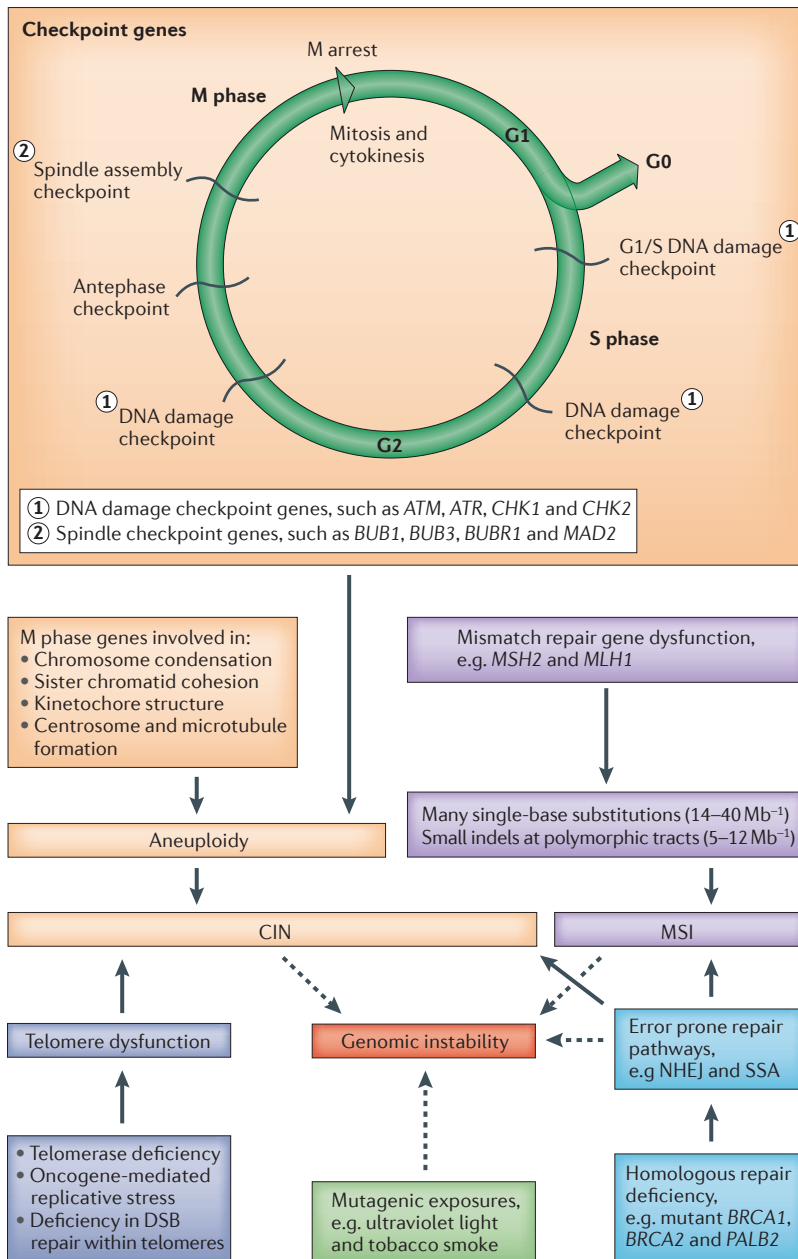 Checkpoint genes
M arrest
M phase
Mitosis and
cytokinesis
G1
G0
2
Spindle assembly
checkpoint
1
G1/S DNA damage
checkpoint
Antephase
checkpoint
S phase
1
DNA damage
checkpoint
1
DNA damage
checkpoint
G2
1 DNA damage checkpoint genes, such as ATM, ATR, CHK1 and CHK2
2 Spindle checkpoint genes, such as BUB1, BUB3, BUBR1 and MAD2
M phase genes involved in:
• Chromosome condensation
• Sister chromatid cohesion
• Kinetochore structure
• Centrosome and microtubule
formation
Mismatch repair gene dysfunction,
e.g. MSH2 and MLH1
Aneuploidy
Many single-base substitutions (14–40 Mb⁻¹)
Small indels at polymorphic tracts (5–12 Mb⁻¹)
CIN
MSI
Telomere dysfunction
Genomic instability
Error prone repair
pathways,
e.g NHEJ and SSA
• Telomerase deficiency
• Oncogene-mediated
replicative stress
• Deficiency in DSB
repair within telomeres
Mutagenic exposures,
e.g. ultraviolet light
and tobacco smoke
Homologous repair
deficiency,
e.g. mutant BRCA1,
BRCA2 and PALB2